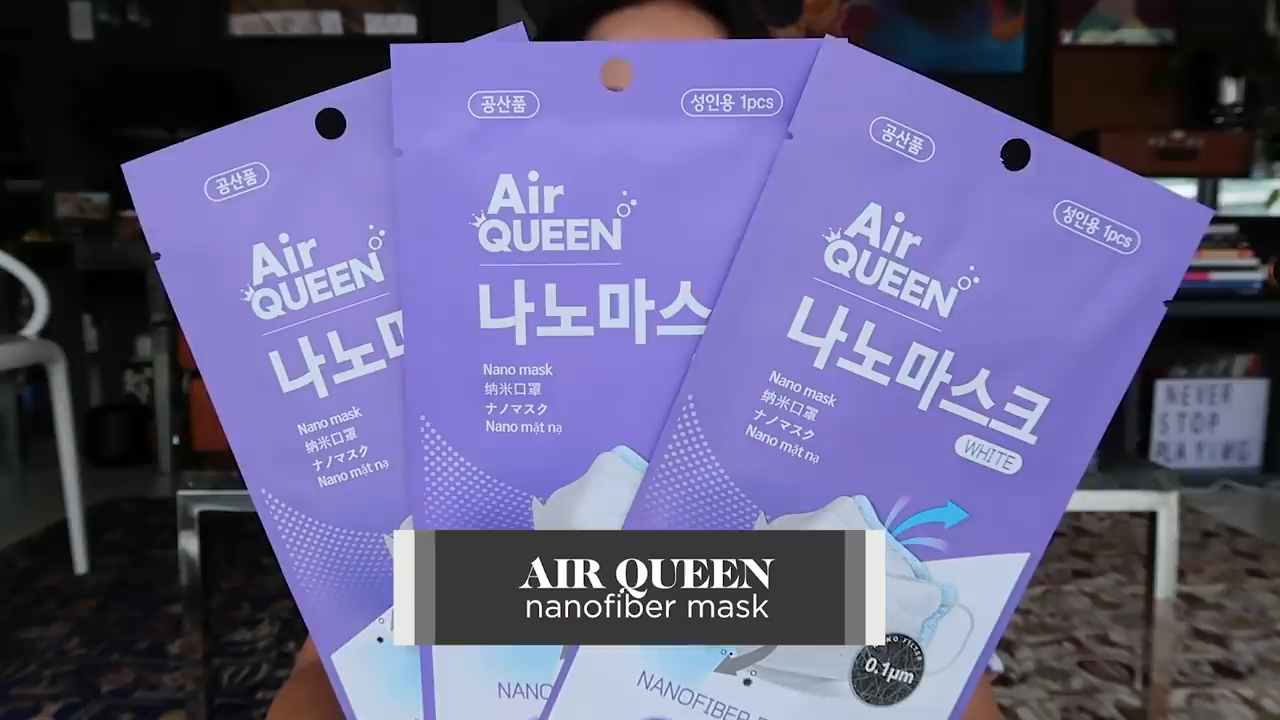 공산품
Air
QUEEN
나노마
Nano mask
纳米口罩
ナノマスク
Nano mặt nạ
공산품
성인용 1pcs
Air
QUEEN
나노마스
Nano mask
纳米口罩
ナノマスク
Nano mặt nạ
NANO
공산품
성인용 1pcs
Air
QUEEN
나노마스크
WHITE
Nano mask
纳米口罩
ナノマスク
Nano mặt nạ
0.1μm
NANOFIBER
AIR QUEEN
nanofiber mask
NEVER
STOP
PLAYING